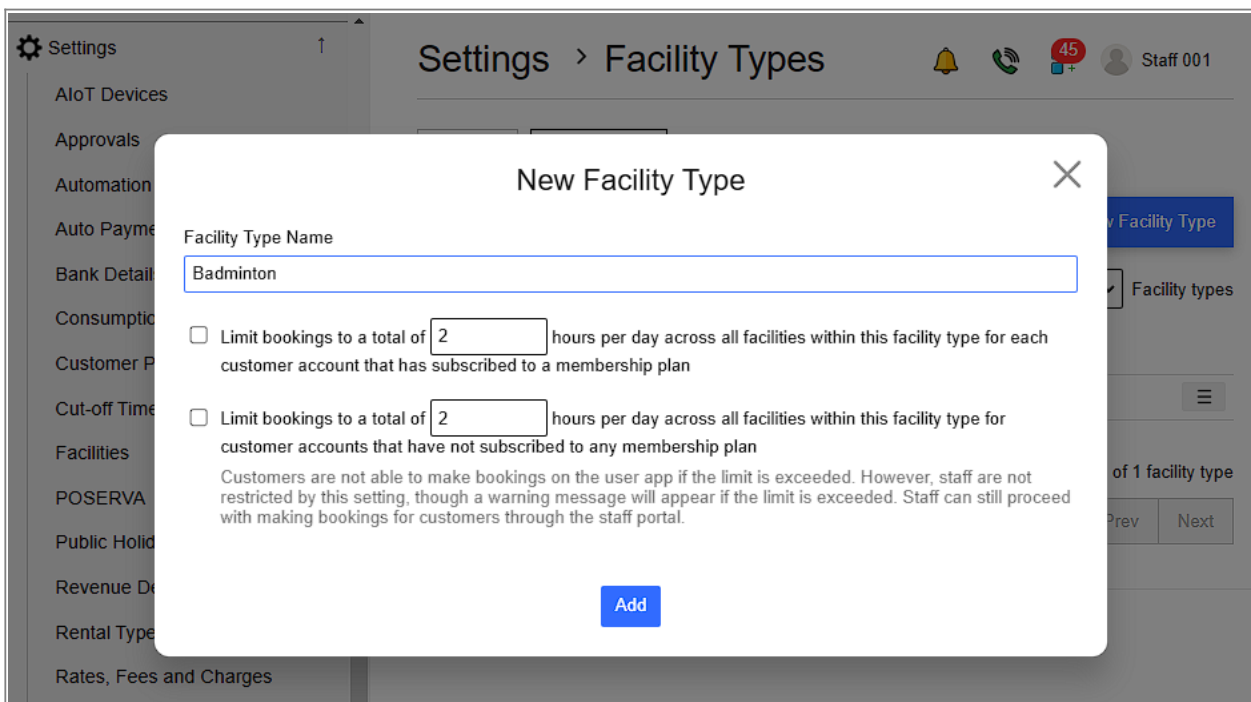 Settings
↑
Settings > Facility Types
45
Staff 001
AIoT Devices
Approvals
Automation
Auto Payme
Bank Detail
Consumptio
Customer P
Cut-off Time
Facilities
POSERVA
Public Holid
Revenue De
Rental Type
Rates, Fees and Charges
New Facility Type
Facility Type Name
Badminton
Limit bookings to a total of 2 hours per day across all facilities within this facility type for each
customer account that has subscribed to a membership plan
Limit bookings to a total of 2 hours per day across all facilities within this facility type for
customer accounts that have not subscribed to any membership plan
Customers are not able to make bookings on the user app if the limit is exceeded. However, staff are not
restricted by this setting, though a warning message will appear if the limit is exceeded. Staff can still proceed
with making bookings for customers through the staff portal.
Add
Facility Type
Facility types
of 1 facility type
Prev
Next